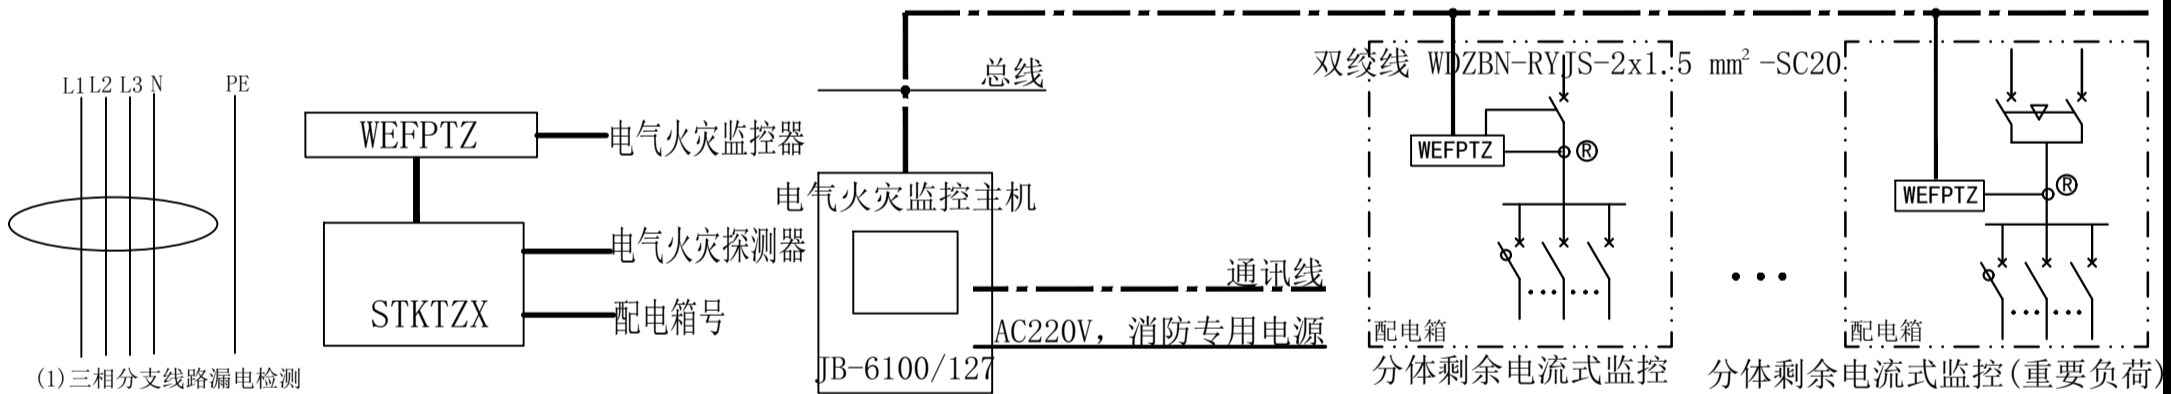 L1 L2 L3 N PE
(1)三相分支线路漏电检测
WEFPTZ
电气火灾监控器
电气火灾探测器
STKTZX
配电箱号
总线
电气火灾监控主机
通讯线
AC220V，消防专用电源
JB-6100/127
双绞线 WDZBN-RYJS-2x1.5 mm² -SC20
WEFPTZ
®
配电箱
分体剩余电流式监控
WEFPTZ
®
配电箱
分体剩余电流式监控(重要负荷)